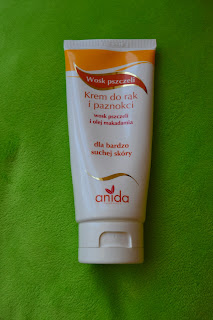 Wosk pszczeli
Krem do rąk
i paznokci
wosk pszczeli
i olej makadamia
dla bardzo
suchej skóry
anida